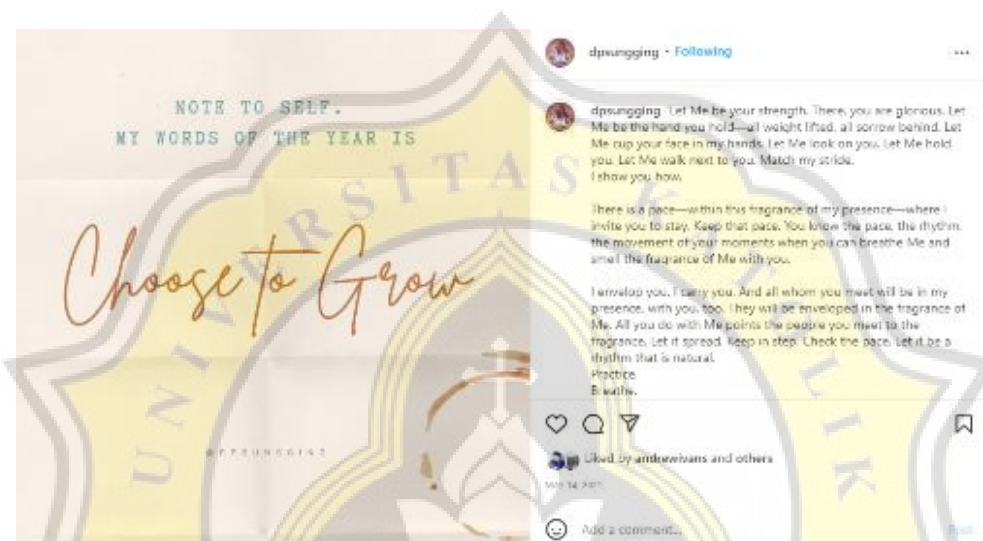 NOTE TO SELF.
MY WORDS OF THE YEAR IS
Choose to Grow
@DPSUNGGING
dpsungging • Following
dpsungging Let Me be your strength. There, you are glorious. Let
Me be the hand you hold—all weight lifted, all sorrow behind. Let
Me cup your face in my hands. Let Me look on you. Let Me hold
you. Let Me walk next to you. Match my stride.
I show you how.
There is a pace—within this fragrance of my presence—where I
invite you to stay. Keep that pace. You know the pace, the rhythm,
the movement of your moments when you can breathe Me and
smell the fragrance of Me with you.
I envelop you. I carry you. And all whom you meet will be in my
presence, with you, too. They will be enveloped in the fragrance of
Me. All you do with Me points the people you meet to the
fragrance. Let it spread. Keep in step. Check the pace. Let it be a
rhythm that is natural.
Practice.
Breathe.
Liked by andrewivans and others
Add a comment...
Post
UNIVERSITAS KATOLIK